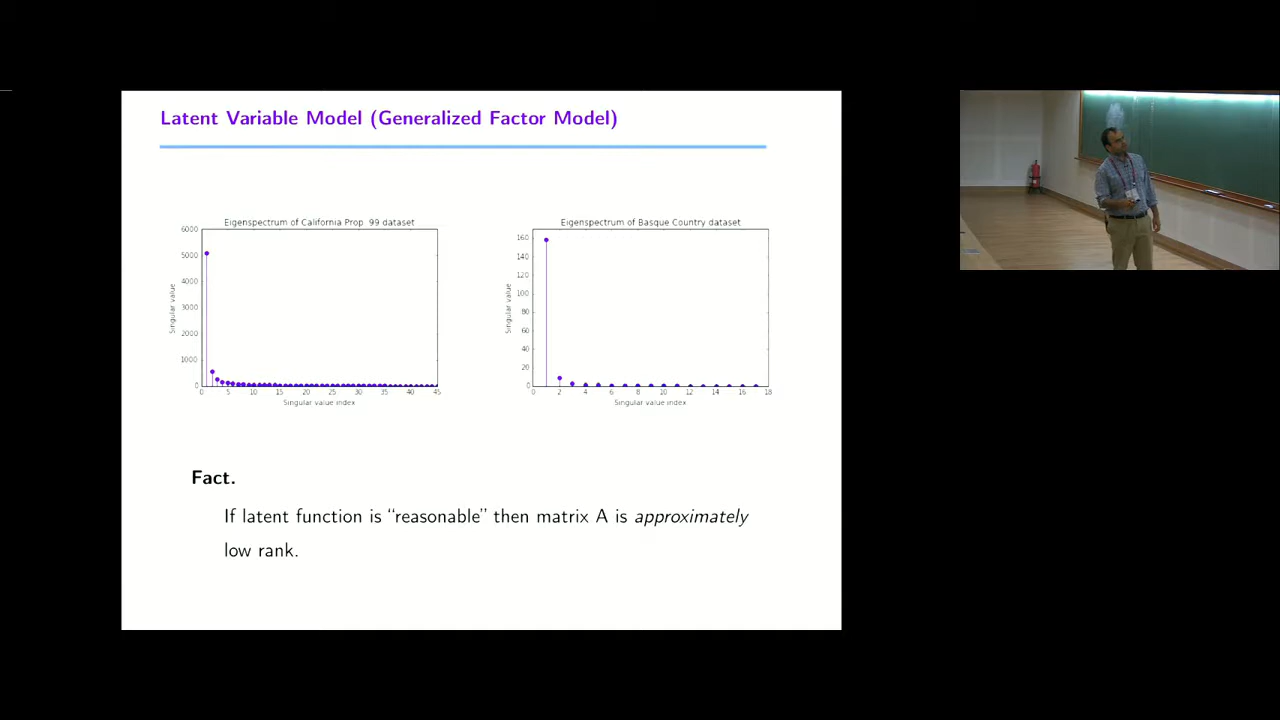 Latent Variable Model (Generalized Factor Model)
Eigenspectrum of California Prop. 99 dataset
6000
5000
4000
3000
2000
1000
0
Singular value
0 5 10 15 20 25 30 35 40 45
Singular value index
Eigenspectrum of Basque Country dataset
160
140
120
100
80
60
40
20
0
Singular value
0 2 4 6 8 10 12 14 16 18
Singular value index
Fact.
If latent function is “reasonable” then matrix A is approximately
low rank.